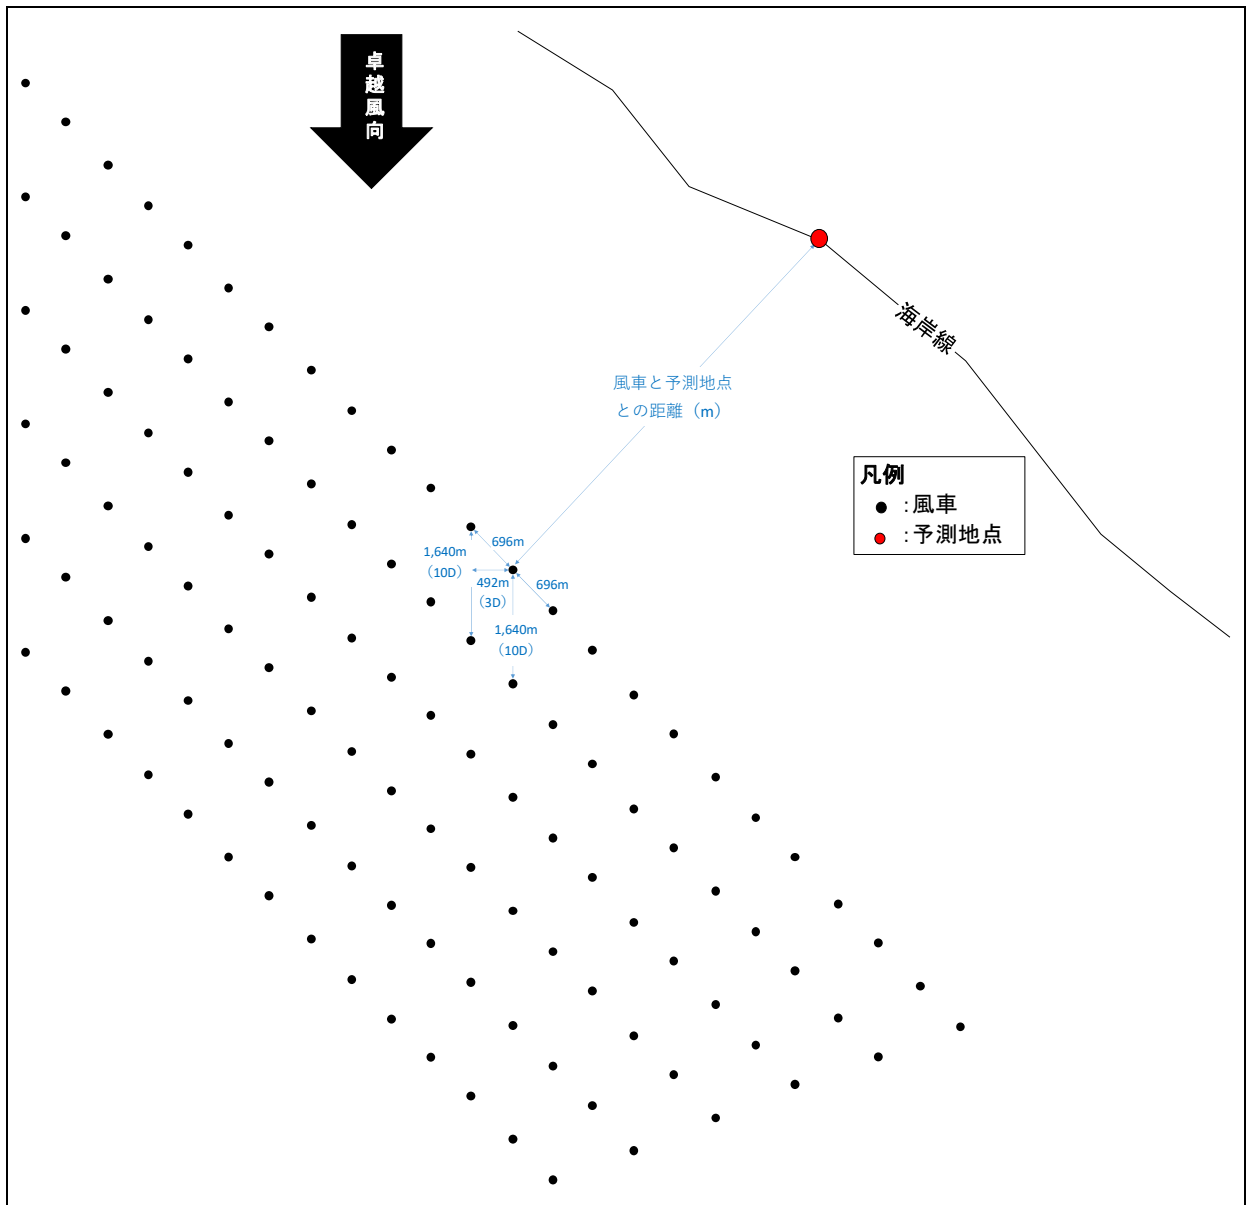 卓越風向
海岸線
風車と予測地点
との距離（m）
凡例
：風車
：予測地点
696m
1,640m
（10D）
492m
（3D）
696m
1,640m
（10D）